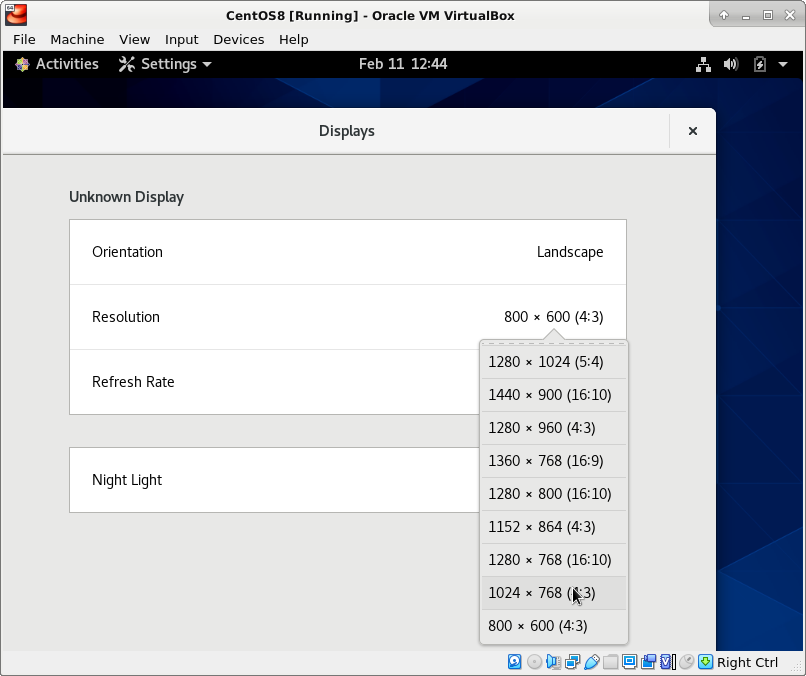 CentOS8 [Running] - Oracle VM VirtualBox
File Machine View Input Devices Help
Activities Settings Feb 11 12:44
Displays
Unknown Display
Orientation Landscape
Resolution 800 × 600 (4:3)
Refresh Rate
Night Light
1280 × 1024 (5:4)
1440 × 900 (16:10)
1280 × 960 (4:3)
1360 × 768 (16:9)
1280 × 800 (16:10)
1152 × 864 (4:3)
1280 × 768 (16:10)
1024 × 768 (4:3)
800 × 600 (4:3)
Right Ctrl